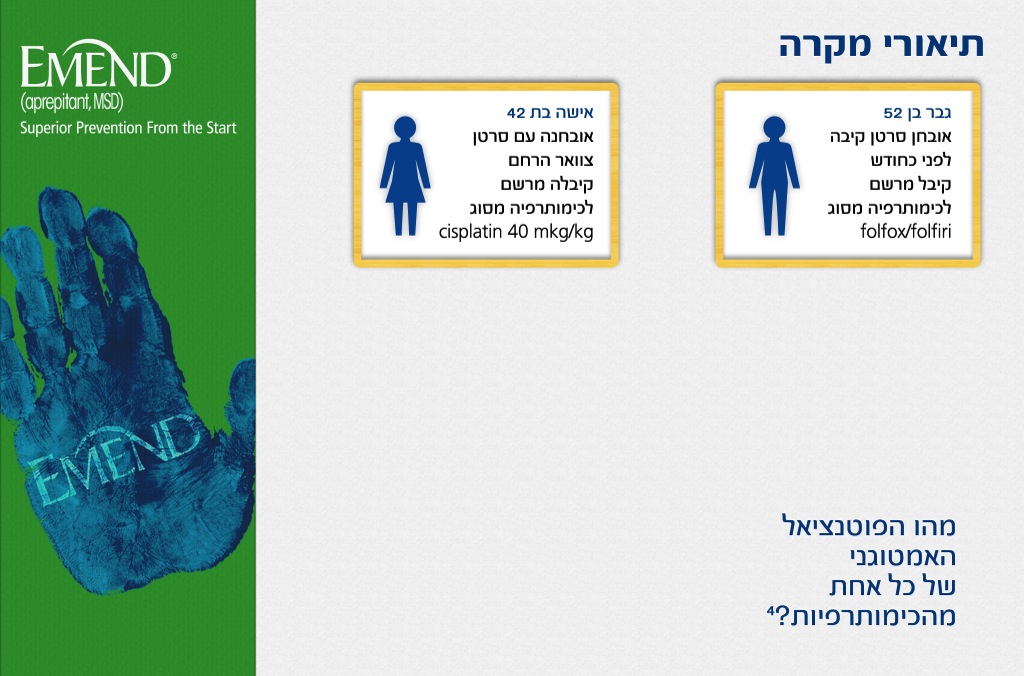 EMEND®
(aprepitant, MSD)
Superior Prevention From the Start
EMEND
תיאורי מקרה
גבר בן 52
אובחן סרטן קיבה
לפני כחודש
קיבל מרשם
לכימותרפיה מסוג
folfox/folfiri
אישה בת 42
אובחנה עם סרטן
צוואר הרחם
קיבלה מרשם
לכימותרפיה מסוג
cisplatin 40 mkg/kg
מהו הפוטנציאל
האמטוגני
של כל אחת
מהכימותרפיות?⁴